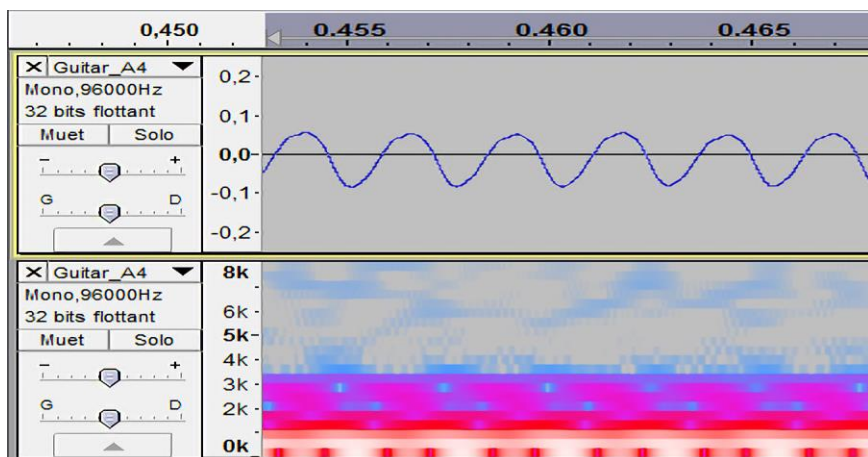 0,450 0.455 0.460 0.465
X Guitar_A4
Mono,96000Hz
32 bits flottant
Muet Solo
- +
G D
0,2
0,1
0,0
-0,1
-0,2
X Guitar_A4
Mono,96000Hz
32 bits flottant
Muet Solo
- +
G D
8k
6k
5k
4k
3k
2k
0k